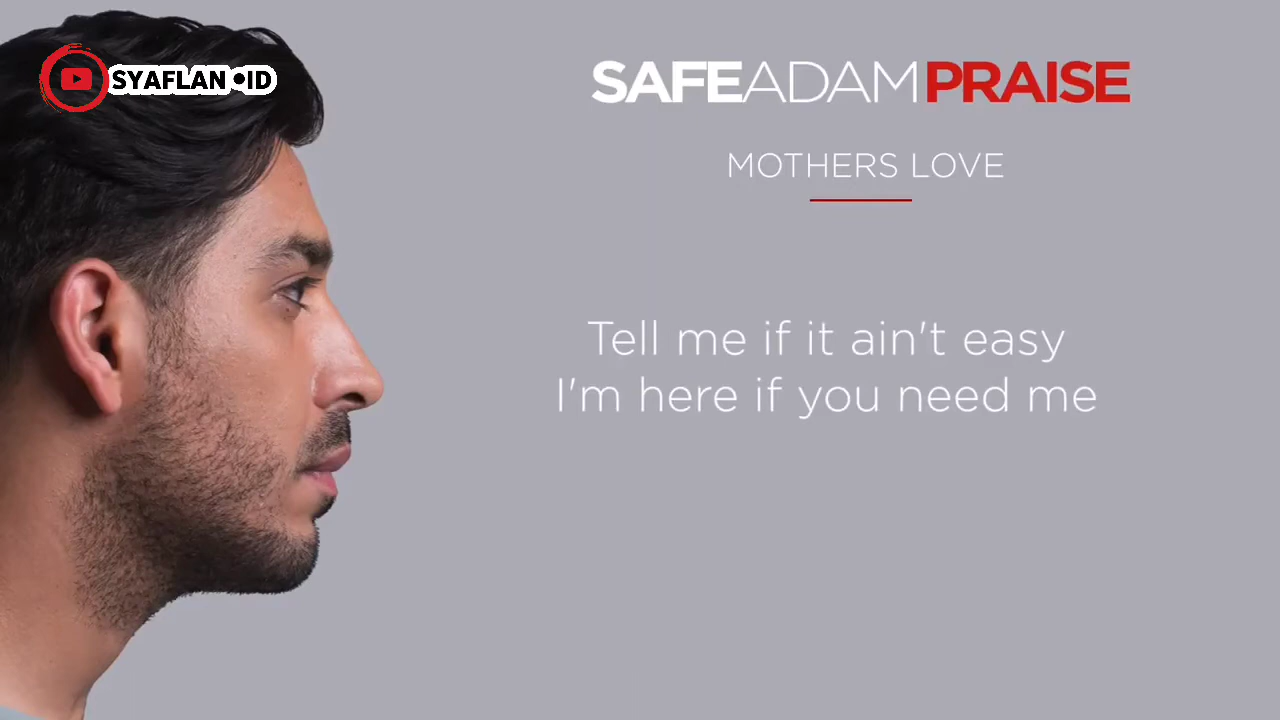 SYAFLAN•ID
SAFEADAMPRAISE
MOTHERS LOVE
Tell me if it ain't easy
I'm here if you need me